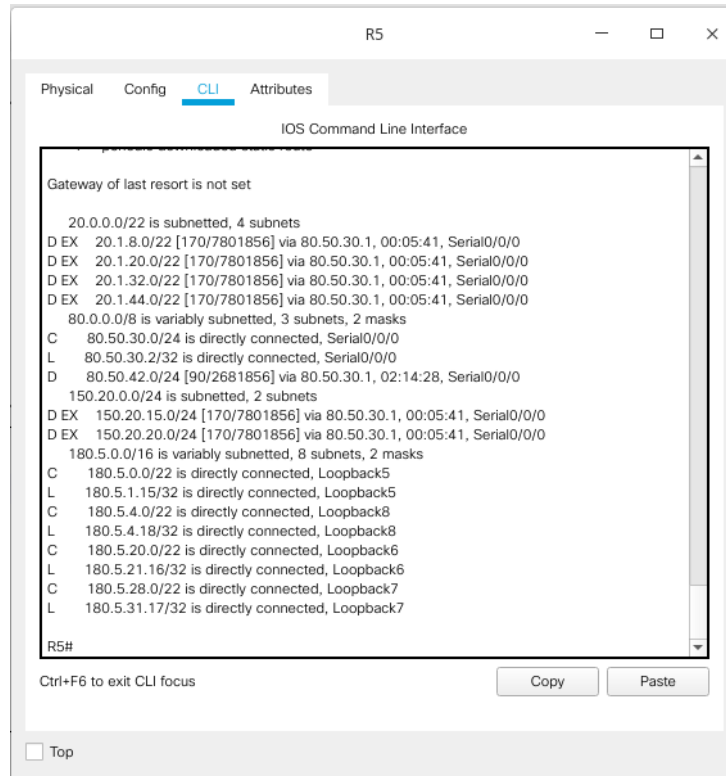 R5
Physical Config CLI Attributes
IOS Command Line Interface
Gateway of last resort is not set
20.0.0.0/22 is subnetted, 4 subnets
D EX 20.1.8.0/22 [170/7801856] via 80.50.30.1, 00:05:41, Serial0/0/0
D EX 20.1.20.0/22 [170/7801856] via 80.50.30.1, 00:05:41, Serial0/0/0
D EX 20.1.32.0/22 [170/7801856] via 80.50.30.1, 00:05:41, Serial0/0/0
D EX 20.1.44.0/22 [170/7801856] via 80.50.30.1, 00:05:41, Serial0/0/0
80.0.0.0/8 is variably subnetted, 3 subnets, 2 masks
C 80.50.30.0/24 is directly connected, Serial0/0/0
L 80.50.30.2/32 is directly connected, Serial0/0/0
D 80.50.42.0/24 [90/2681856] via 80.50.30.1, 02:14:28, Serial0/0/0
150.20.0.0/24 is subnetted, 2 subnets
D EX 150.20.15.0/24 [170/7801856] via 80.50.30.1, 00:05:41, Serial0/0/0
D EX 150.20.20.0/24 [170/7801856] via 80.50.30.1, 00:05:41, Serial0/0/0
180.5.0.0/16 is variably subnetted, 8 subnets, 2 masks
C 180.5.0.0/22 is directly connected, Loopback5
L 180.5.1.15/32 is directly connected, Loopback5
C 180.5.4.0/22 is directly connected, Loopback8
L 180.5.4.18/32 is directly connected, Loopback8
C 180.5.20.0/22 is directly connected, Loopback6
L 180.5.21.16/32 is directly connected, Loopback6
C 180.5.28.0/22 is directly connected, Loopback7
L 180.5.31.17/32 is directly connected, Loopback7
R5#
Ctrl+F6 to exit CLI focus
Copy Paste
Top